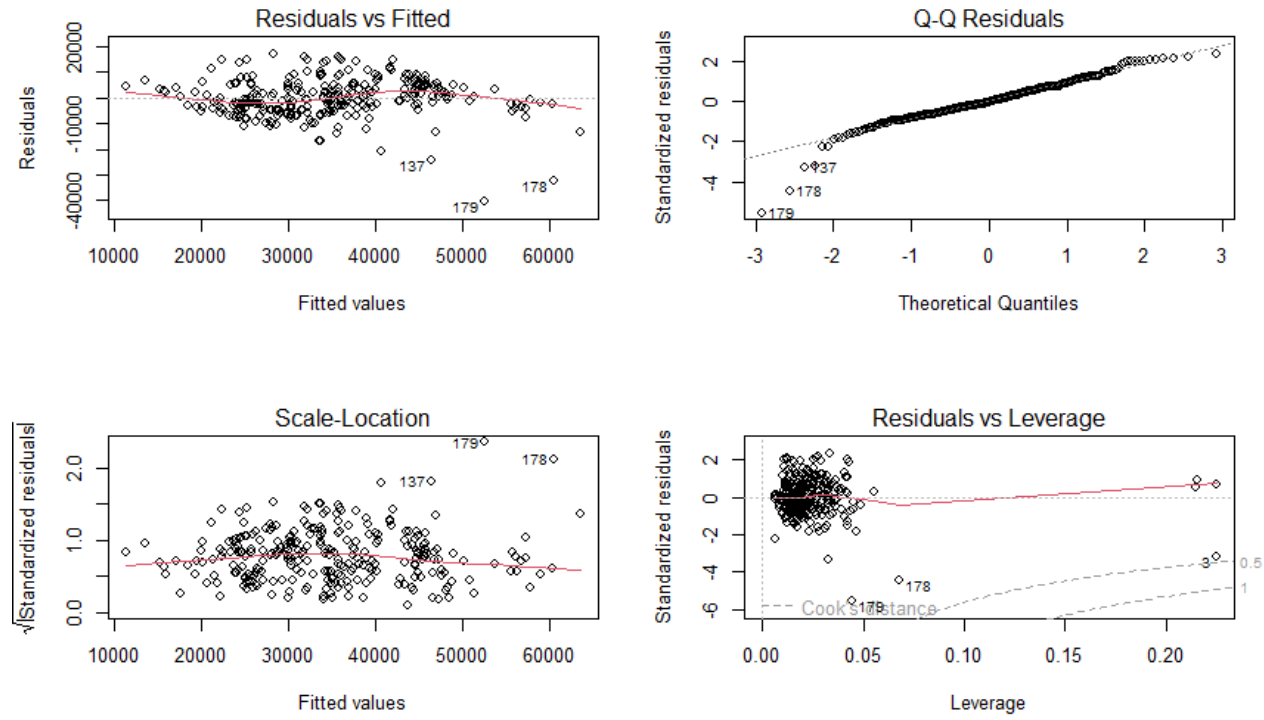 Residuals vs Fitted
Residuals
20000
-10000
-40000
137
178
179
10000 20000 30000 40000 50000 60000
Fitted values
Q-Q Residuals
Standardized residuals
2
0
-2
-4
137
178
179
-3 -2 -1 0 1 2 3
Theoretical Quantiles
Scale-Location
√|Standardized residuals|
2.0
1.0
0.0
179
178
137
10000 20000 30000 40000 50000 60000
Fitted values
Residuals vs Leverage
Standardized residuals
2
0
-2
-4
-6
3
0.5
1
178
179
Cook's distance
0.00 0.05 0.10 0.15 0.20
Leverage